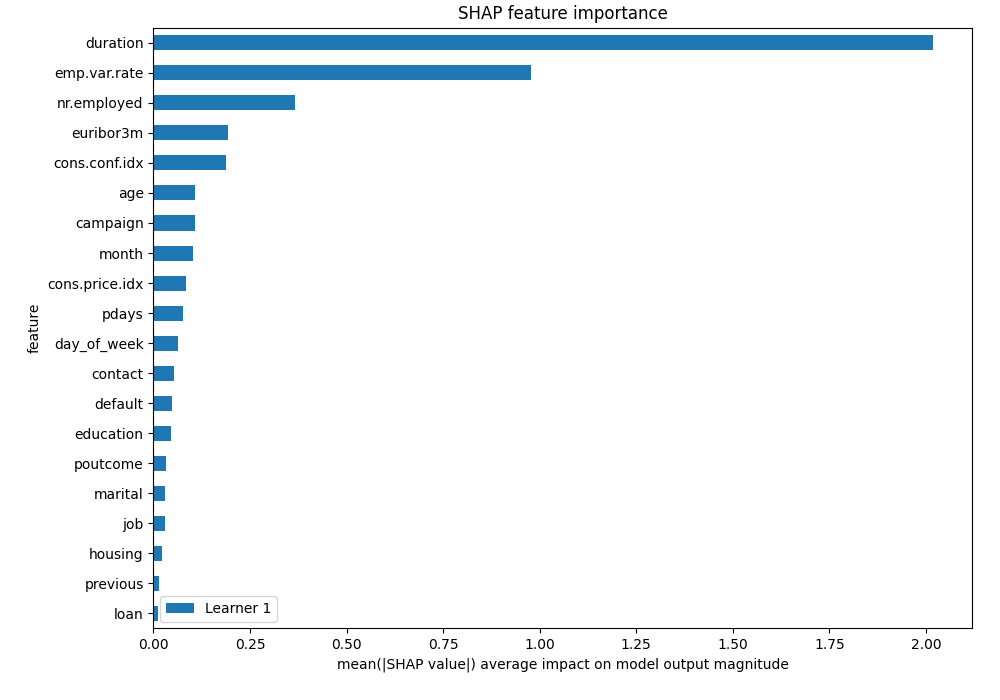 SHAP feature importance
duration
emp.var.rate
nr.employed
euribor3m
cons.conf.idx
age
campaign
month
cons.price.idx
pdays
day_of_week
contact
default
education
poutcome
marital
job
housing
previous
loan
feature
Learner 1
0.00 0.25 0.50 0.75 1.00 1.25 1.50 1.75 2.00
mean(|SHAP value|) average impact on model output magnitude